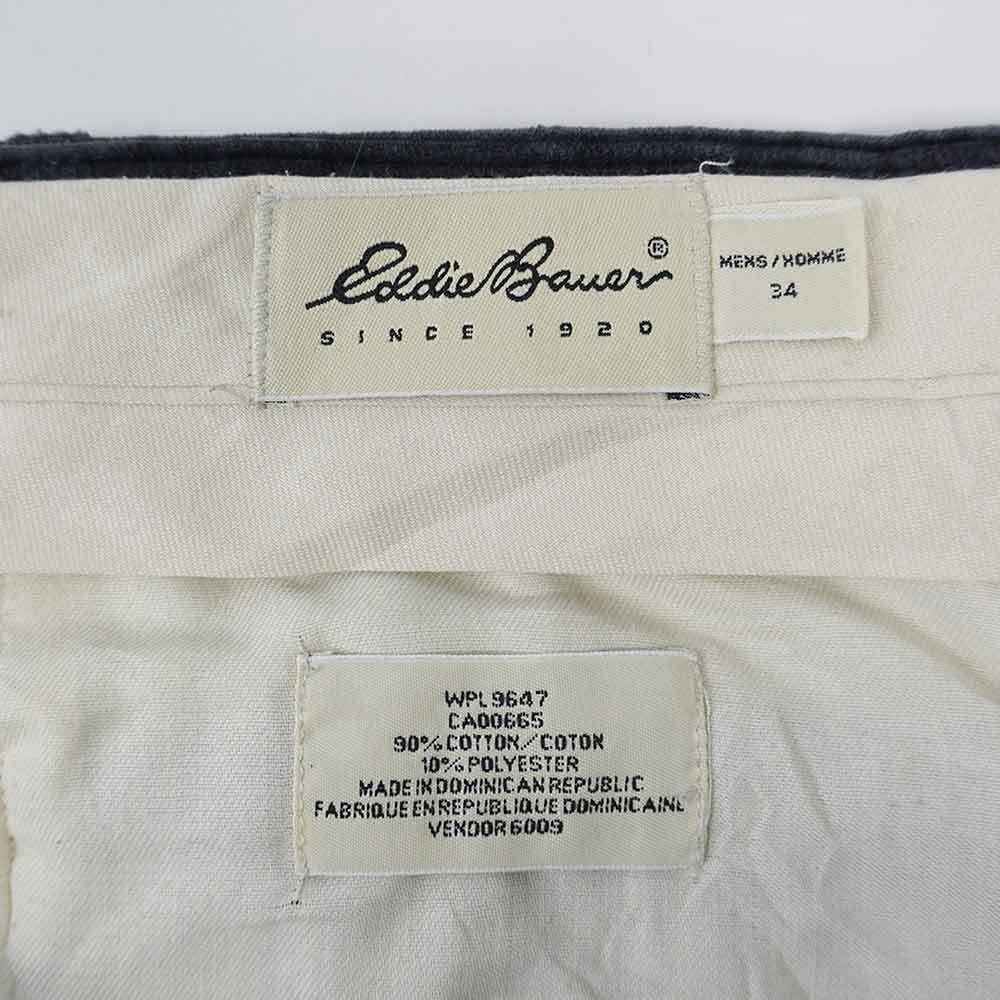 Eddie Bauer®
SINCE 1920
MENS/HOMME
34
WPL9647
CA00665
90% COTTON/COTON
10% POLYESTER
MADE IN DOMINICAN REPUBLIC
FABRIQUE EN REPUBLIQUE DOMINICAINE
VENDOR 6009